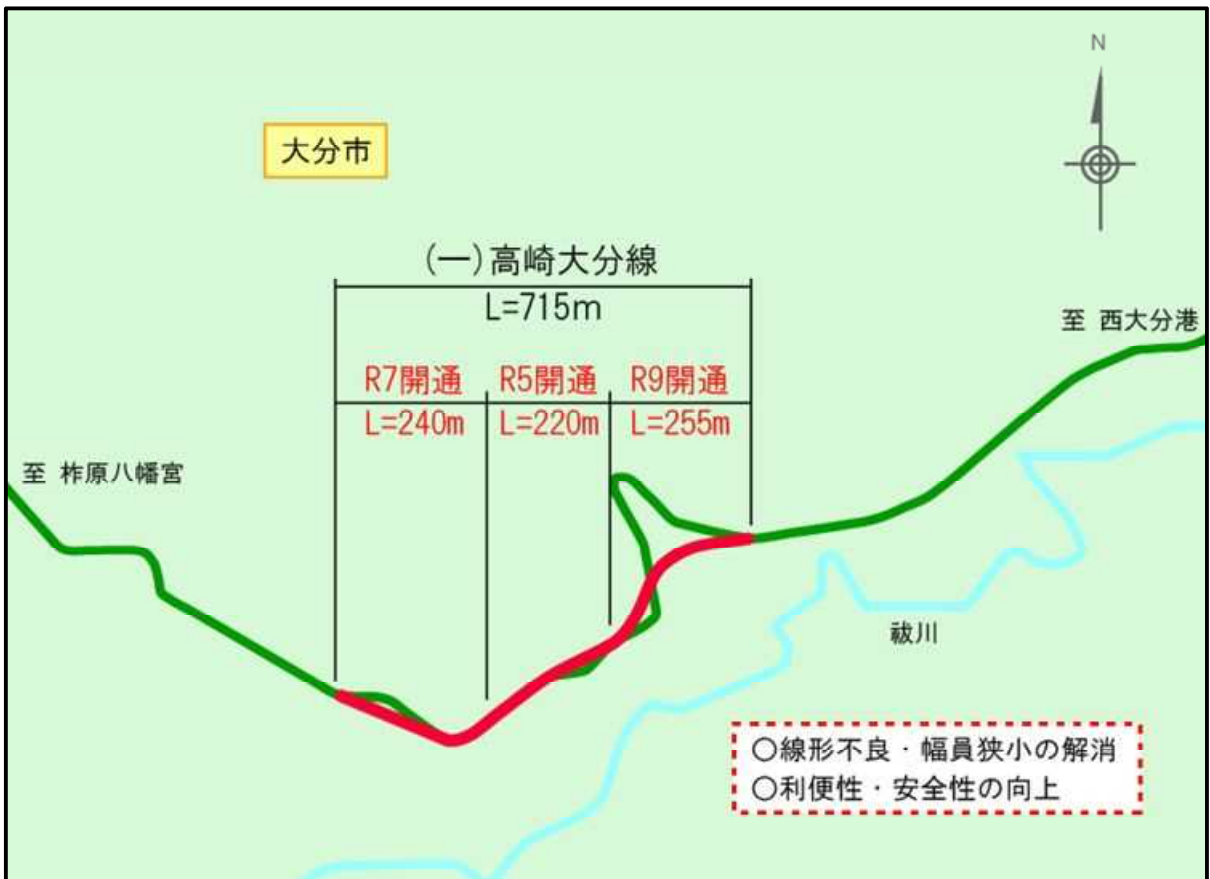 N
大分市
(一)高崎大分線
L=715m
至 西大分港
R7開通 R5開通 R9開通
L=240m L=220m L=255m
至 柞原八幡宮
祓川
○線形不良・幅員狭小の解消
○利便性・安全性の向上